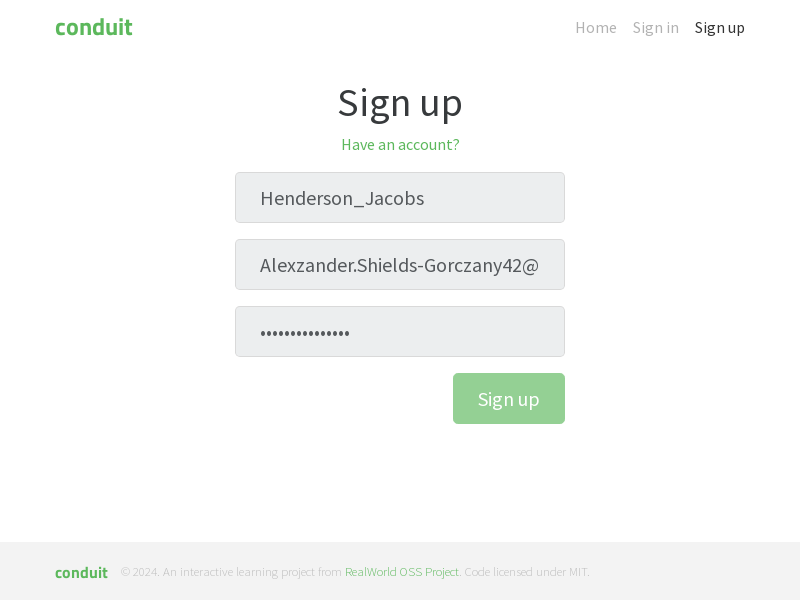 conduit
Home Sign in Sign up
Sign up
Have an account?
Henderson_Jacobs
Alexzander.Shields-Gorczany42@
•••••••••••••••
Sign up
conduit © 2024. An interactive learning project from RealWorld OSS Project. Code licensed under MIT.